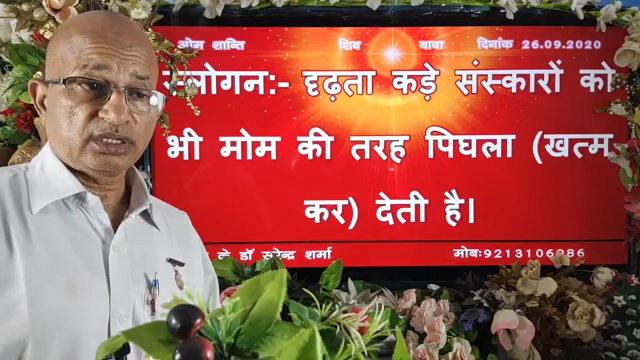 ओम शान्ति शिव बाबा दिनांक 26.09.2020
स्लोगन:- दृढ़ता कड़े संस्कारों को
भी मोम की तरह पिघला (खत्म
कर) देती है।
के डॉ सुरेन्द्र शर्मा मोबः9213106986